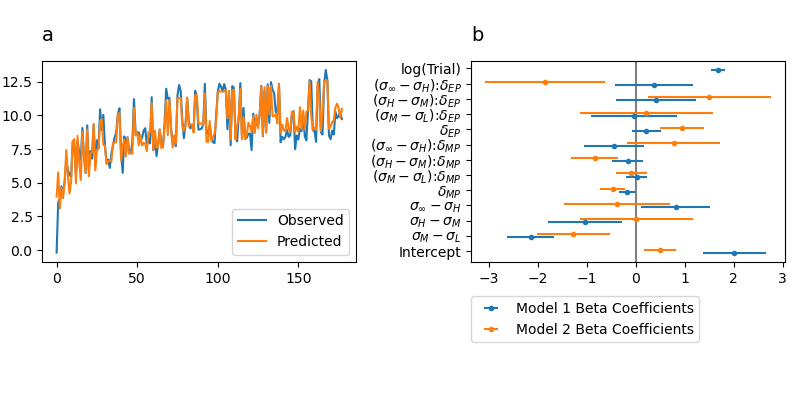 a
12.5
10.0
7.5
5.0
2.5
0.0
0
50
100
150
Observed
Predicted
b
log(Trial)
(σ∞ − σH):δEP
(σH − σM):δEP
(σM − σL):δEP
δEP
(σ∞ − σH):δMP
(σH − σM):δMP
(σM − σL):δMP
δMP
σ∞ − σH
σH − σM
σM − σL
Intercept
−3
−2
−1
0
1
2
3
Model 1 Beta Coefficients
Model 2 Beta Coefficients